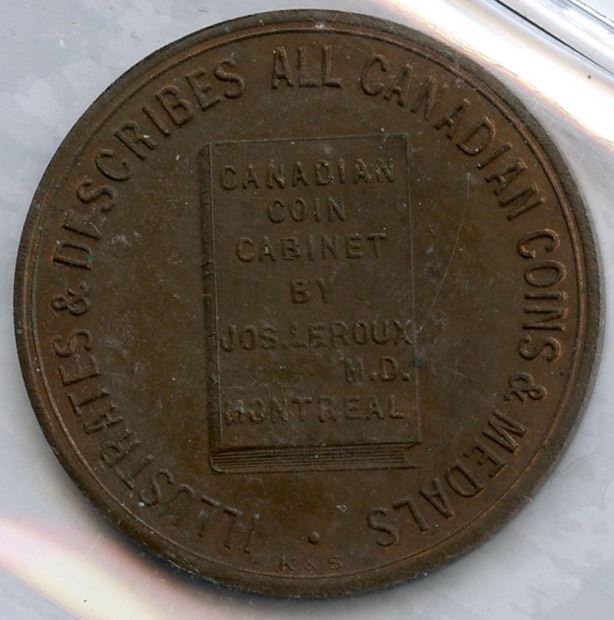 ILLUSTRATES & DESCRIBES ALL CANADIAN COINS & MEDALS
CANADIAN
COIN
CABINET
BY
JOS. LEROUX
M.D.
MONTREAL
K & S